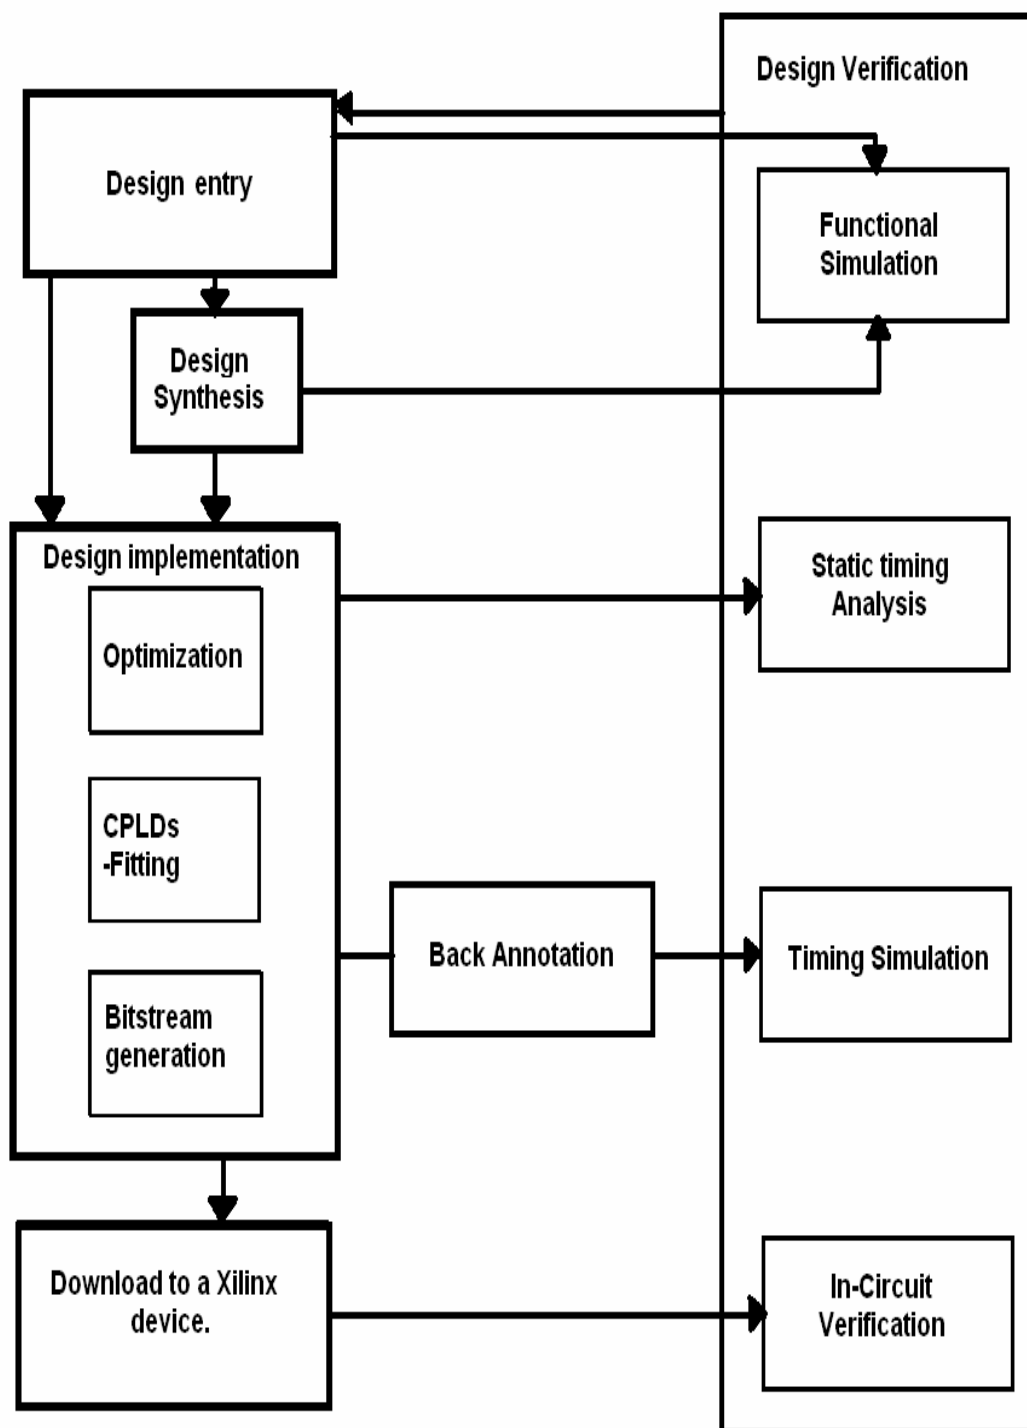 Design Verification
Design entry
Functional
Simulation
Design
Synthesis
Design implementation
Static timing
Analysis
Optimization
CPLDs
-Fitting
Back Annotation
Timing Simulation
Bitstream
generation
Download to a Xilinx
device.
In-Circuit
Verification